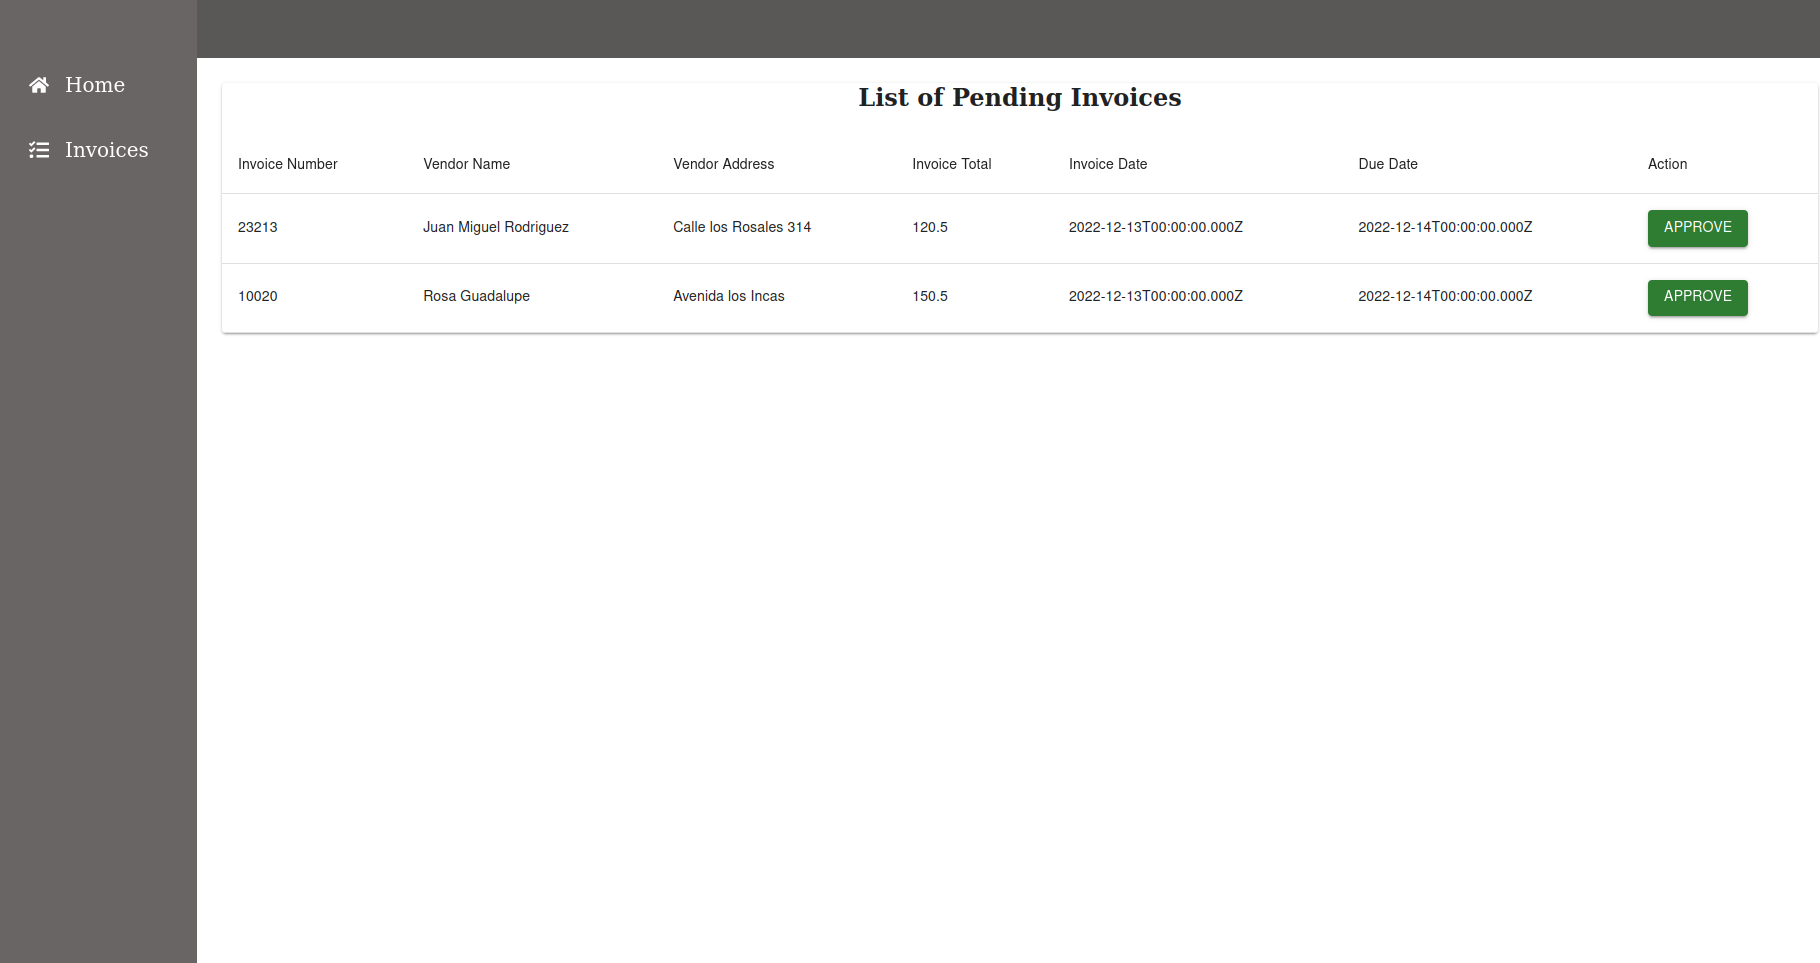 Home
Invoices
List of Pending Invoices
Invoice Number Vendor Name Vendor Address Invoice Total Invoice Date Due Date Action
23213 Juan Miguel Rodriguez Calle los Rosales 314 120.5 2022-12-13T00:00:00.000Z 2022-12-14T00:00:00.000Z APPROVE
10020 Rosa Guadalupe Avenida los Incas 150.5 2022-12-13T00:00:00.000Z 2022-12-14T00:00:00.000Z APPROVE